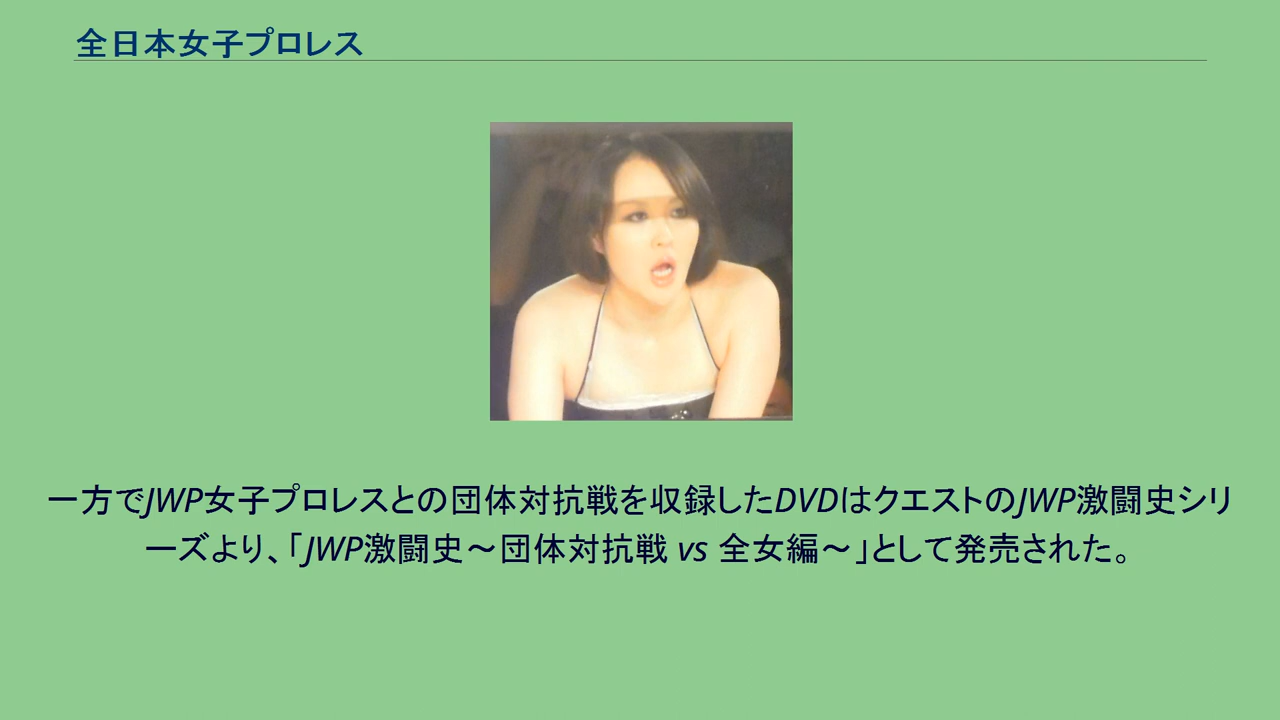 全日本女子プロレス
一方でJWP女子プロレスとの団体対抗戦を収録したDVDはクエストのJWP激闘史シリ
ーズより、「JWP激闘史～団体対抗戦 vs 全女編～」として発売された。